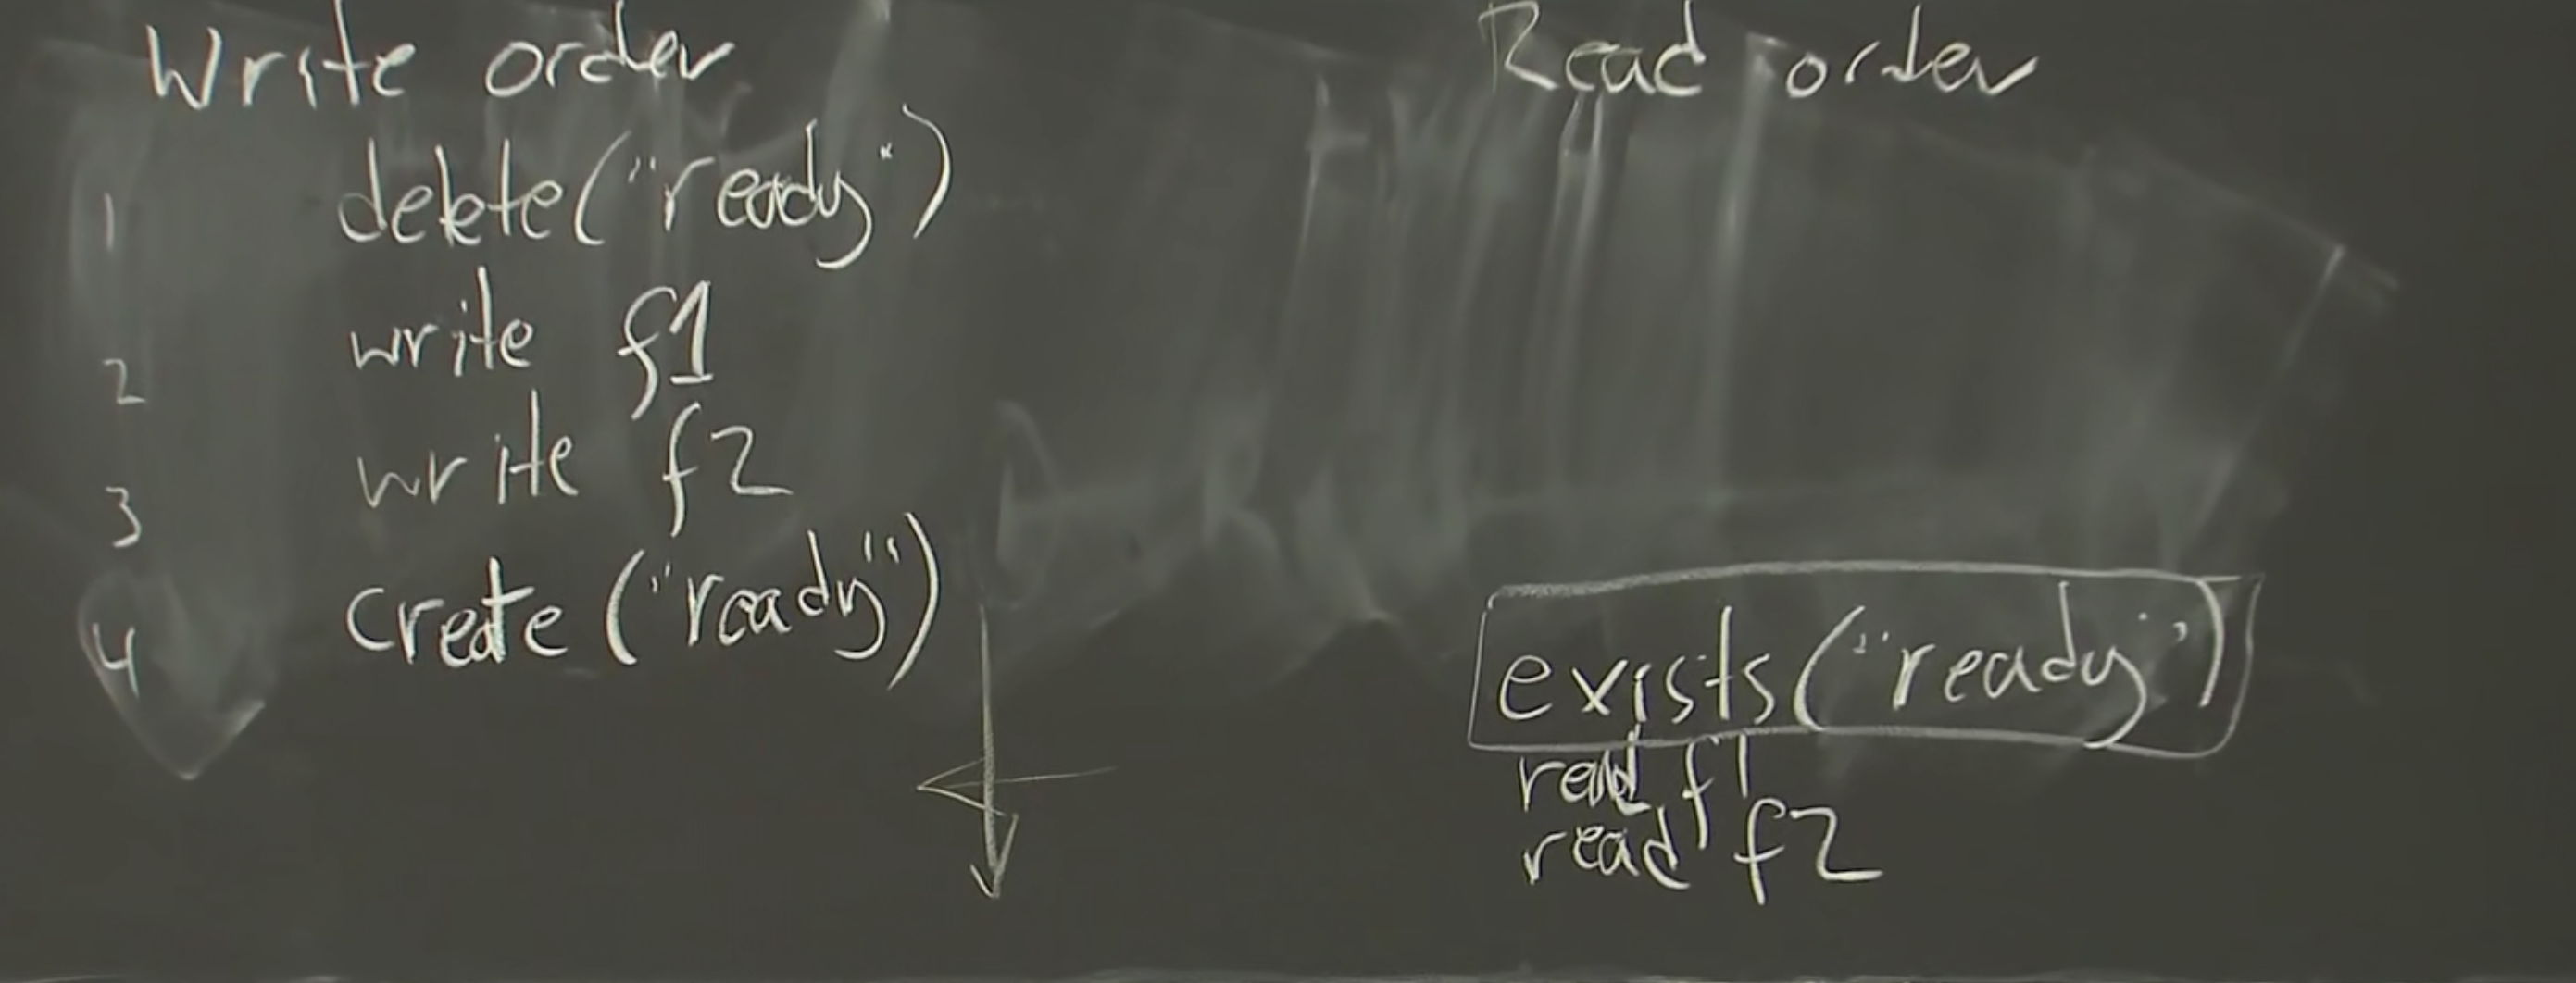 Write order
1 delete("ready")
2 write f1
3 write f2
4 create("ready")
Read order
exists("ready")
read f1
read f2